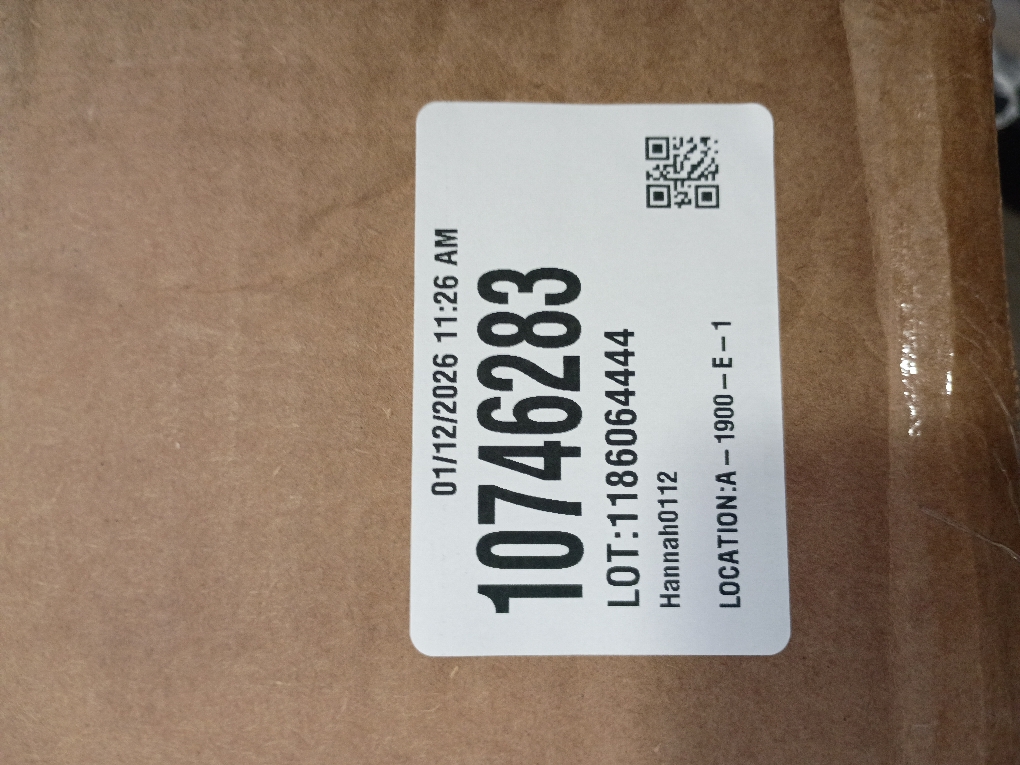 01/12/2026 11:26 AM
10746283
LOT:1186064444
Hannah0112
LOCATION:A – 1900 – E – 1